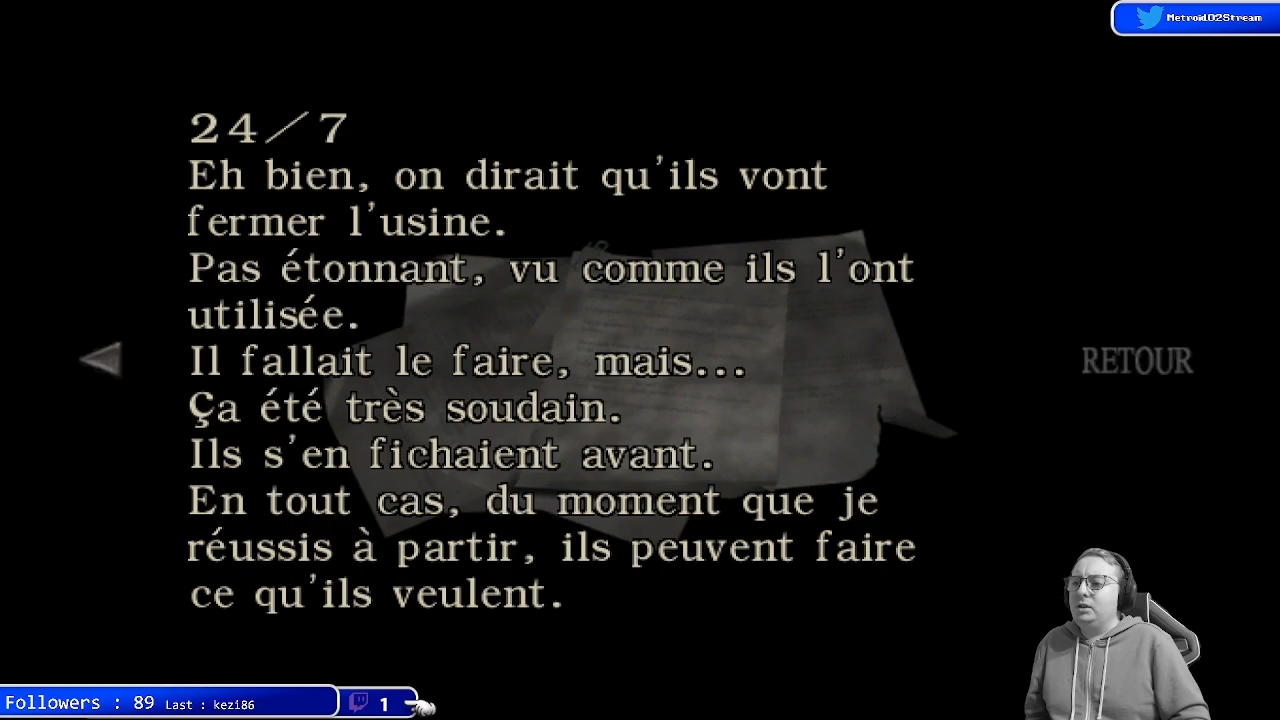 Metroid02Stream
24/7
Eh bien, on dirait qu'ils vont
fermer l'usine.
Pas étonnant, vu comme ils l'ont
utilisée.
Il fallait le faire, mais...
Ça été très soudain.
Ils s'en fichaient avant.
En tout cas, du moment que je
réussis à partir, ils peuvent faire
ce qu'ils veulent.
RETOUR
Followers : 89 Last : kezi86
1